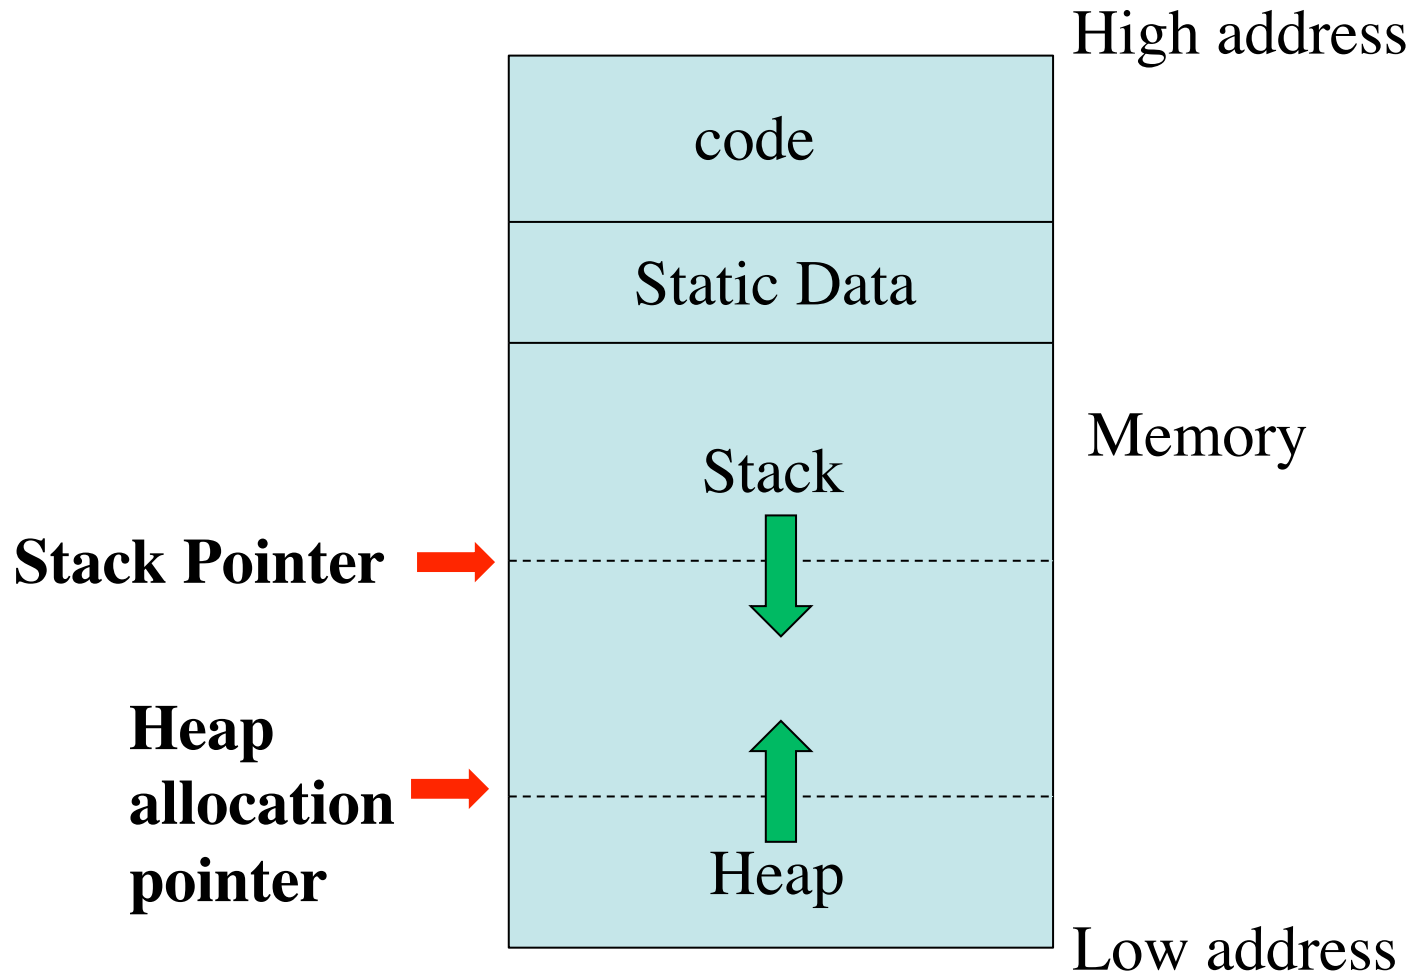 High address
code
Static Data
Memory
Stack
Stack Pointer
Heap
allocation
pointer
Heap
Low address